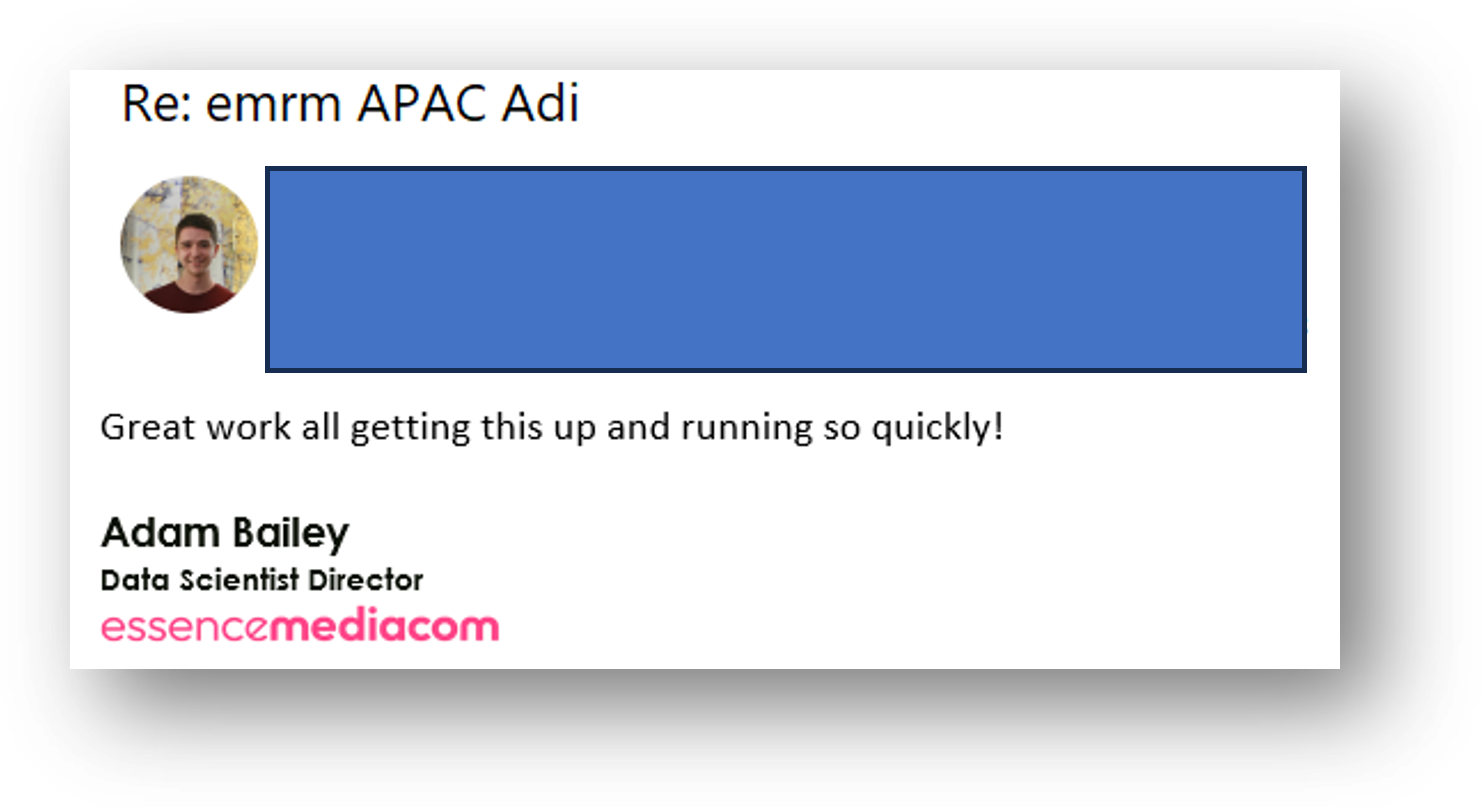 Re: emrm APAC Adi
Great work all getting this up and running so quickly!
Adam Bailey
Data Scientist Director
essencemediacom